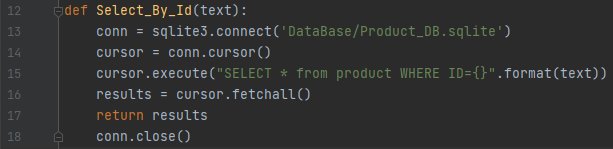 12 def Select_By_Id(text):
13     conn = sqlite3.connect('DataBase/Product_DB.sqlite')
14     cursor = conn.cursor()
15     cursor.execute("SELECT * from product WHERE ID={}".format(text))
16     results = cursor.fetchall()
17     return results
18     conn.close()